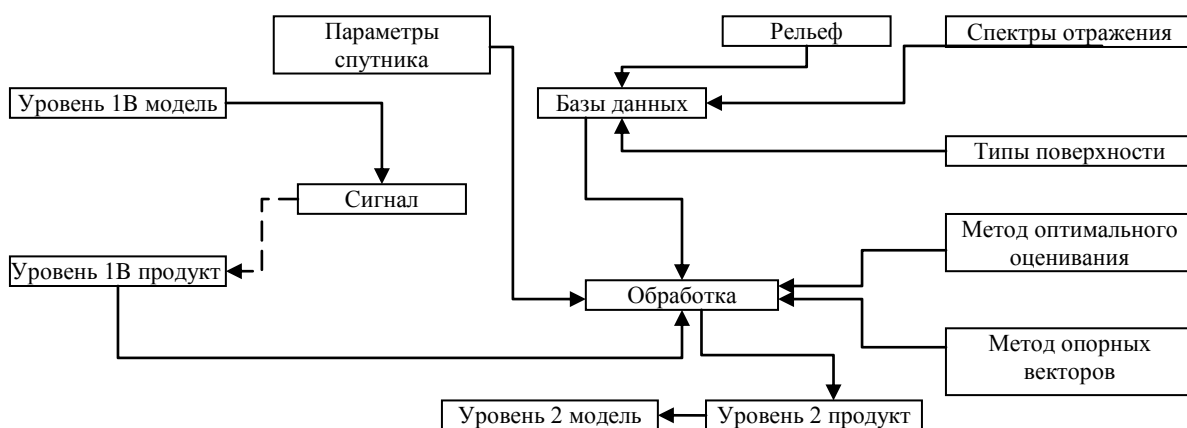 Параметры
спутника
Рельеф
Спектры отражения
Уровень 1В модель
Базы данных
Типы поверхности
Сигнал
Метод оптимального
оценивания
Уровень 1В продукт
Обработка
Метод опорных
векторов
Уровень 2 модель
Уровень 2 продукт